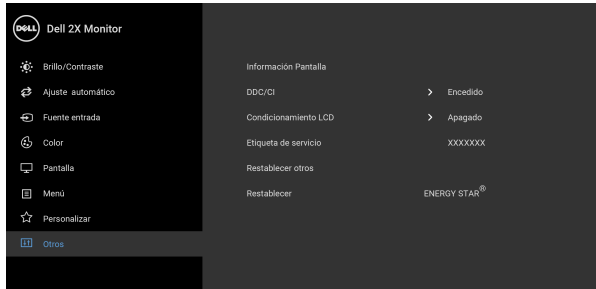 DELL Dell 2X Monitor
Brillo/Contraste
Ajuste automático
Fuente entrada
Color
Pantalla
Menú
Personalizar
Otros
Información Pantalla
DDC/CI > Encedido
Condicionamiento LCD > Apagado
Etiqueta de servicio XXXXXXX
Restablecer otros
Restablecer ENERGY STAR®